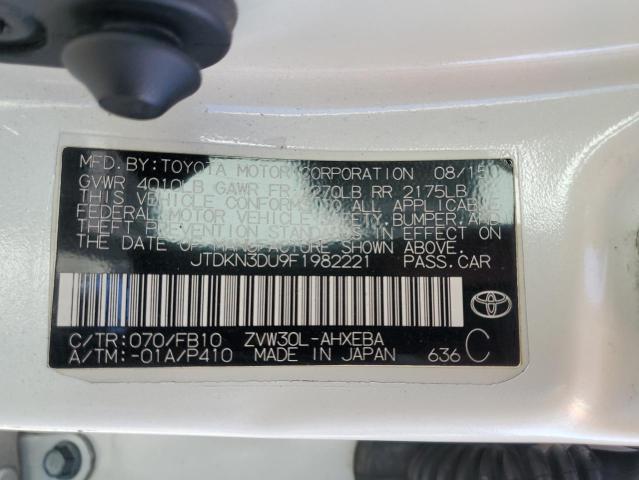 MFD. BY: TOYOTA MOTOR CORPORATION 08/15
GVWR 4010LB GAWR FR 2270LB RR 2175LB
THIS VEHICLE CONFORMS TO ALL APPLICABLE
FEDERAL MOTOR VEHICLE SAFETY, BUMPER, AND
THEFT PREVENTION STANDARDS IN EFFECT ON
THE DATE OF MANUFACTURE SHOWN ABOVE.
JTDKN3DU9F1982221 PASS. CAR
C/TR: 070/FB10 ZVW30L-AHXEBA
A/TM: -01A/P410 MADE IN JAPAN 636 C
TOYOTA